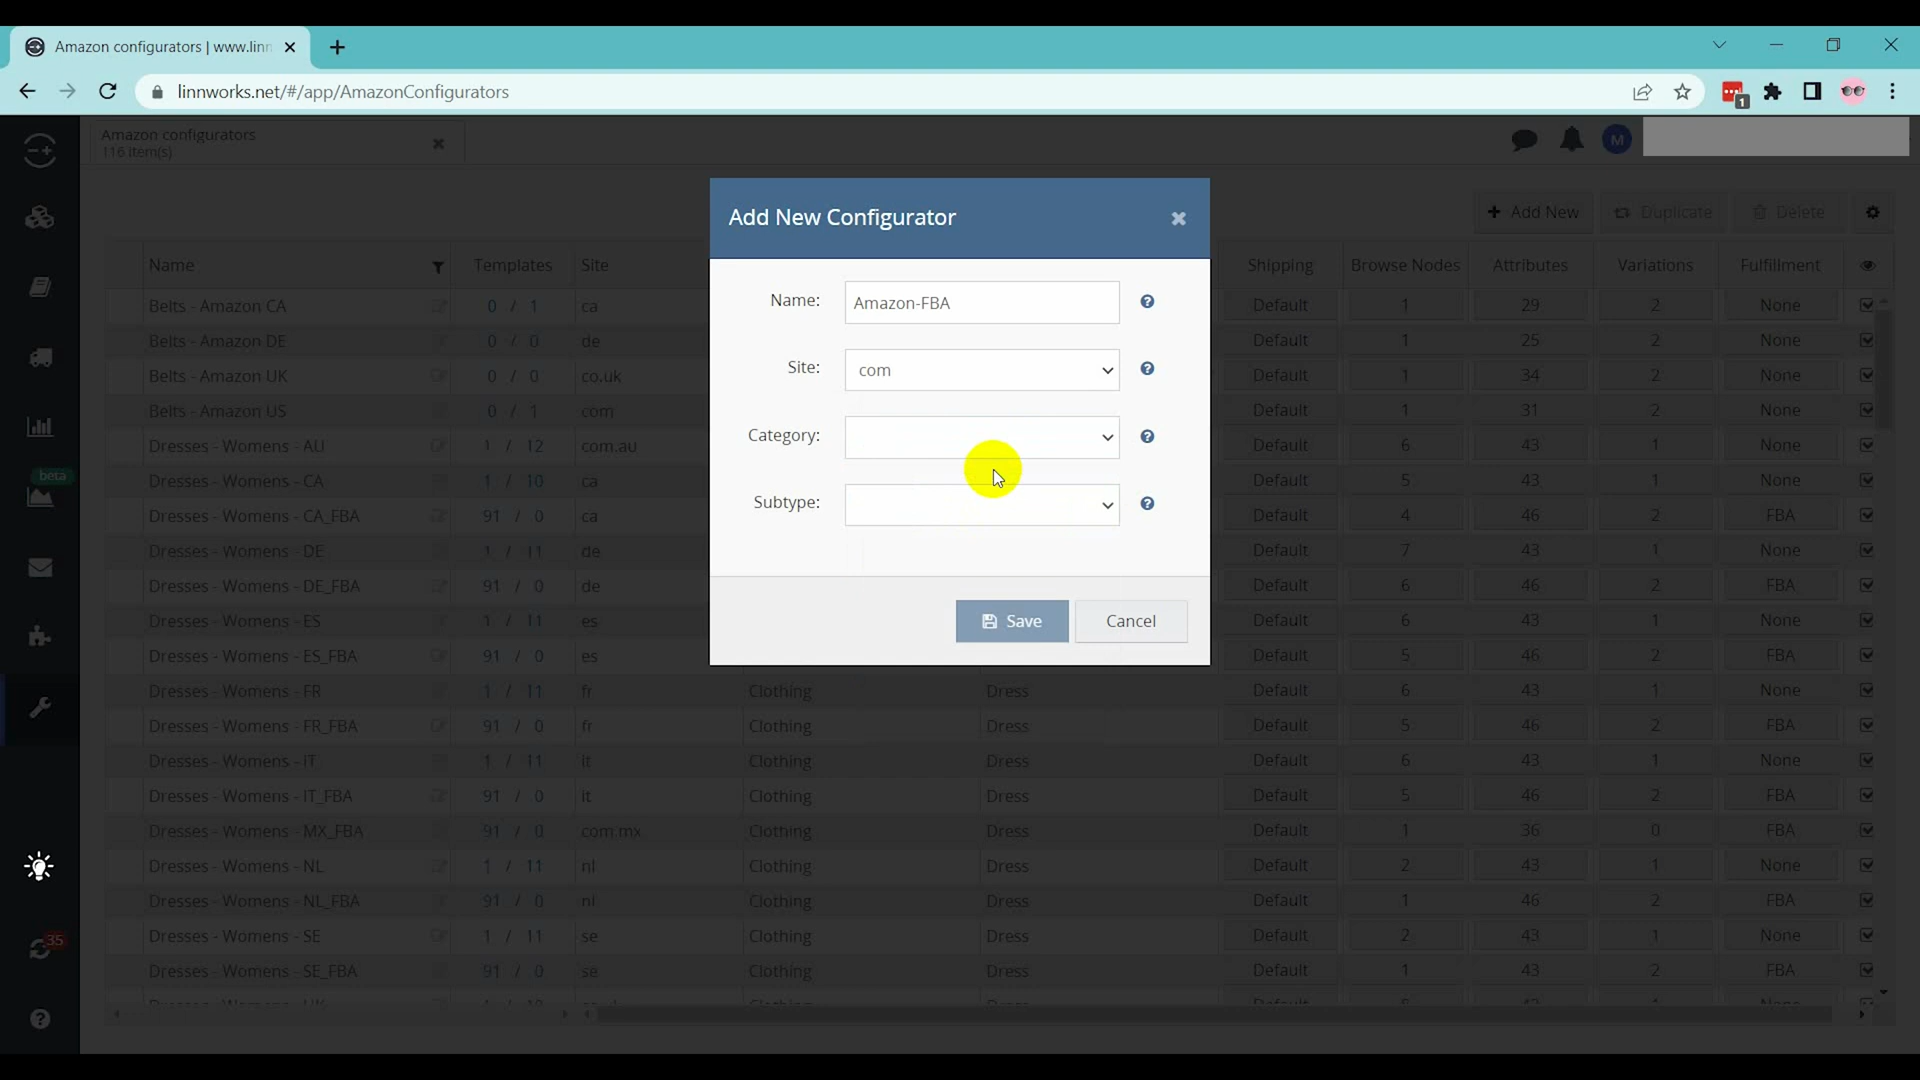 Amazon configurators | www.linn
linnworks.net/#/app/AmazonConfigurators
1
Amazon configurators
116 item(s)
M
Add New Configurator
Add New Duplicate Delete
Name Templates Site Shipping Browse Nodes Attributes Variations Fulfillment
Name: Amazon-FBA
Site: com
Category:
Subtype:
Save Cancel
beta
35
Belts - Amazon CA 0 / 1 ca Default 1 29 2 None
Belts - Amazon DE 0 / 0 de Default 1 25 2 None
Belts - Amazon UK 0 / 0 co.uk Default 1 34 2 None
Belts - Amazon US 0 / 1 com Default 1 31 2 None
Dresses - Womens - AU 1 / 12 com.au Default 6 43 1 None
Dresses - Womens - CA 1 / 10 ca Default 5 43 1 None
Dresses - Womens - CA_FBA 91 / 0 ca Default 4 46 2 FBA
Dresses - Womens - DE 1 / 11 de Default 7 43 1 None
Dresses - Womens - DE_FBA 91 / 0 de Default 6 46 2 FBA
Dresses - Womens - ES 1 / 11 es Default 6 43 1 None
Dresses - Womens - ES_FBA 91 / 0 es Default 5 46 2 FBA
Dresses - Womens - FR 1 / 11 fr Clothing Dress Default 6 43 1 None
Dresses - Womens - FR_FBA 91 / 0 fr Clothing Dress Default 5 46 2 FBA
Dresses - Womens - IT 1 / 11 it Clothing Dress Default 6 43 1 None
Dresses - Womens - IT_FBA 91 / 0 it Clothing Dress Default 5 46 2 FBA
Dresses - Womens - MX_FBA 91 / 0 com.mx Clothing Dress Default 1 36 0 FBA
Dresses - Womens - NL 1 / 11 nl Clothing Dress Default 2 43 1 None
Dresses - Womens - NL_FBA 91 / 0 nl Clothing Dress Default 1 46 2 FBA
Dresses - Womens - SE 1 / 11 se Clothing Dress Default 2 43 1 None
Dresses - Womens - SE_FBA 91 / 0 se Clothing Dress Default 1 43 2 FBA